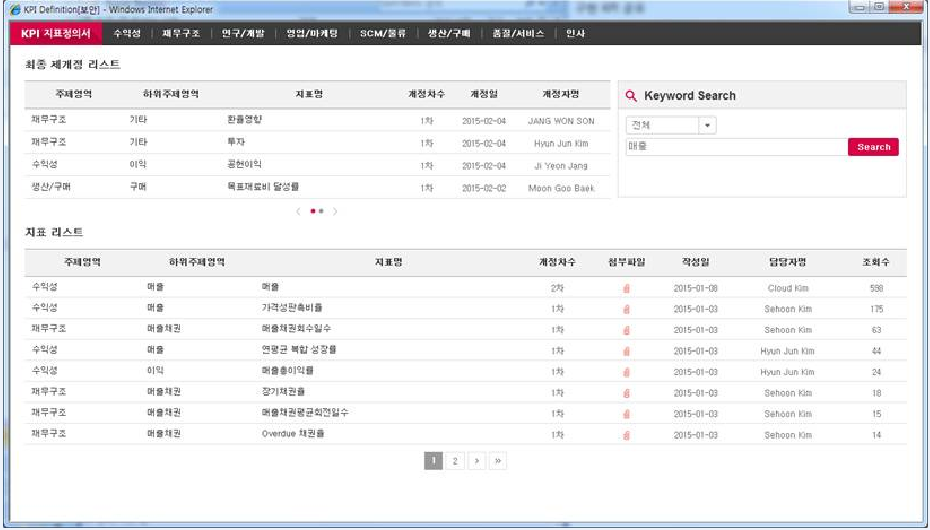 KPI Definition[보안] - Windows Internet Explorer
KPI 지표정의서 수익성 재무구조 연구/개발 영업/마케팅 SCM/물류 생산/구매 품질/서비스 인사
최종 제개정 리스트
주제영역 하위주제영역 지표명 개정차수 개정일 개정자명
재무구조 기타 환율영향 1차 2015-02-04 JANG WON SON
재무구조 기타 투자 1차 2015-02-04 Hyun Jun Kim
수익성 이익 공헌이익 1차 2015-02-04 Ji Yeon Jang
생산/구매 구매 목표재료비 달성률 1차 2015-02-02 Moon Goo Baek
Keyword Search
전체
매출 Search
지표 리스트
주제영역 하위주제영역 지표명 개정차수 첨부파일 작성일 담당자명 조회수
수익성 매출 매출 2차 2015-01-08 Cloud Kim 598
수익성 매출 가격성판촉비율 1차 2015-01-03 Sehoon Kim 175
재무구조 매출채권 매출채권회수일수 1차 2015-01-03 Sehoon Kim 63
수익성 매출 연평균 복합 성장률 1차 2015-01-03 Hyun Jun Kim 44
수익성 이익 매출총이익률 1차 2015-01-03 Hyun Jun Kim 24
재무구조 매출채권 장기채권율 1차 2015-01-03 Sehoon Kim 18
재무구조 매출채권 매출채권평균회전일수 1차 2015-01-03 Sehoon Kim 15
재무구조 매출채권 Overdue 채권율 1차 2015-01-03 Sehoon Kim 14
1 2 > »